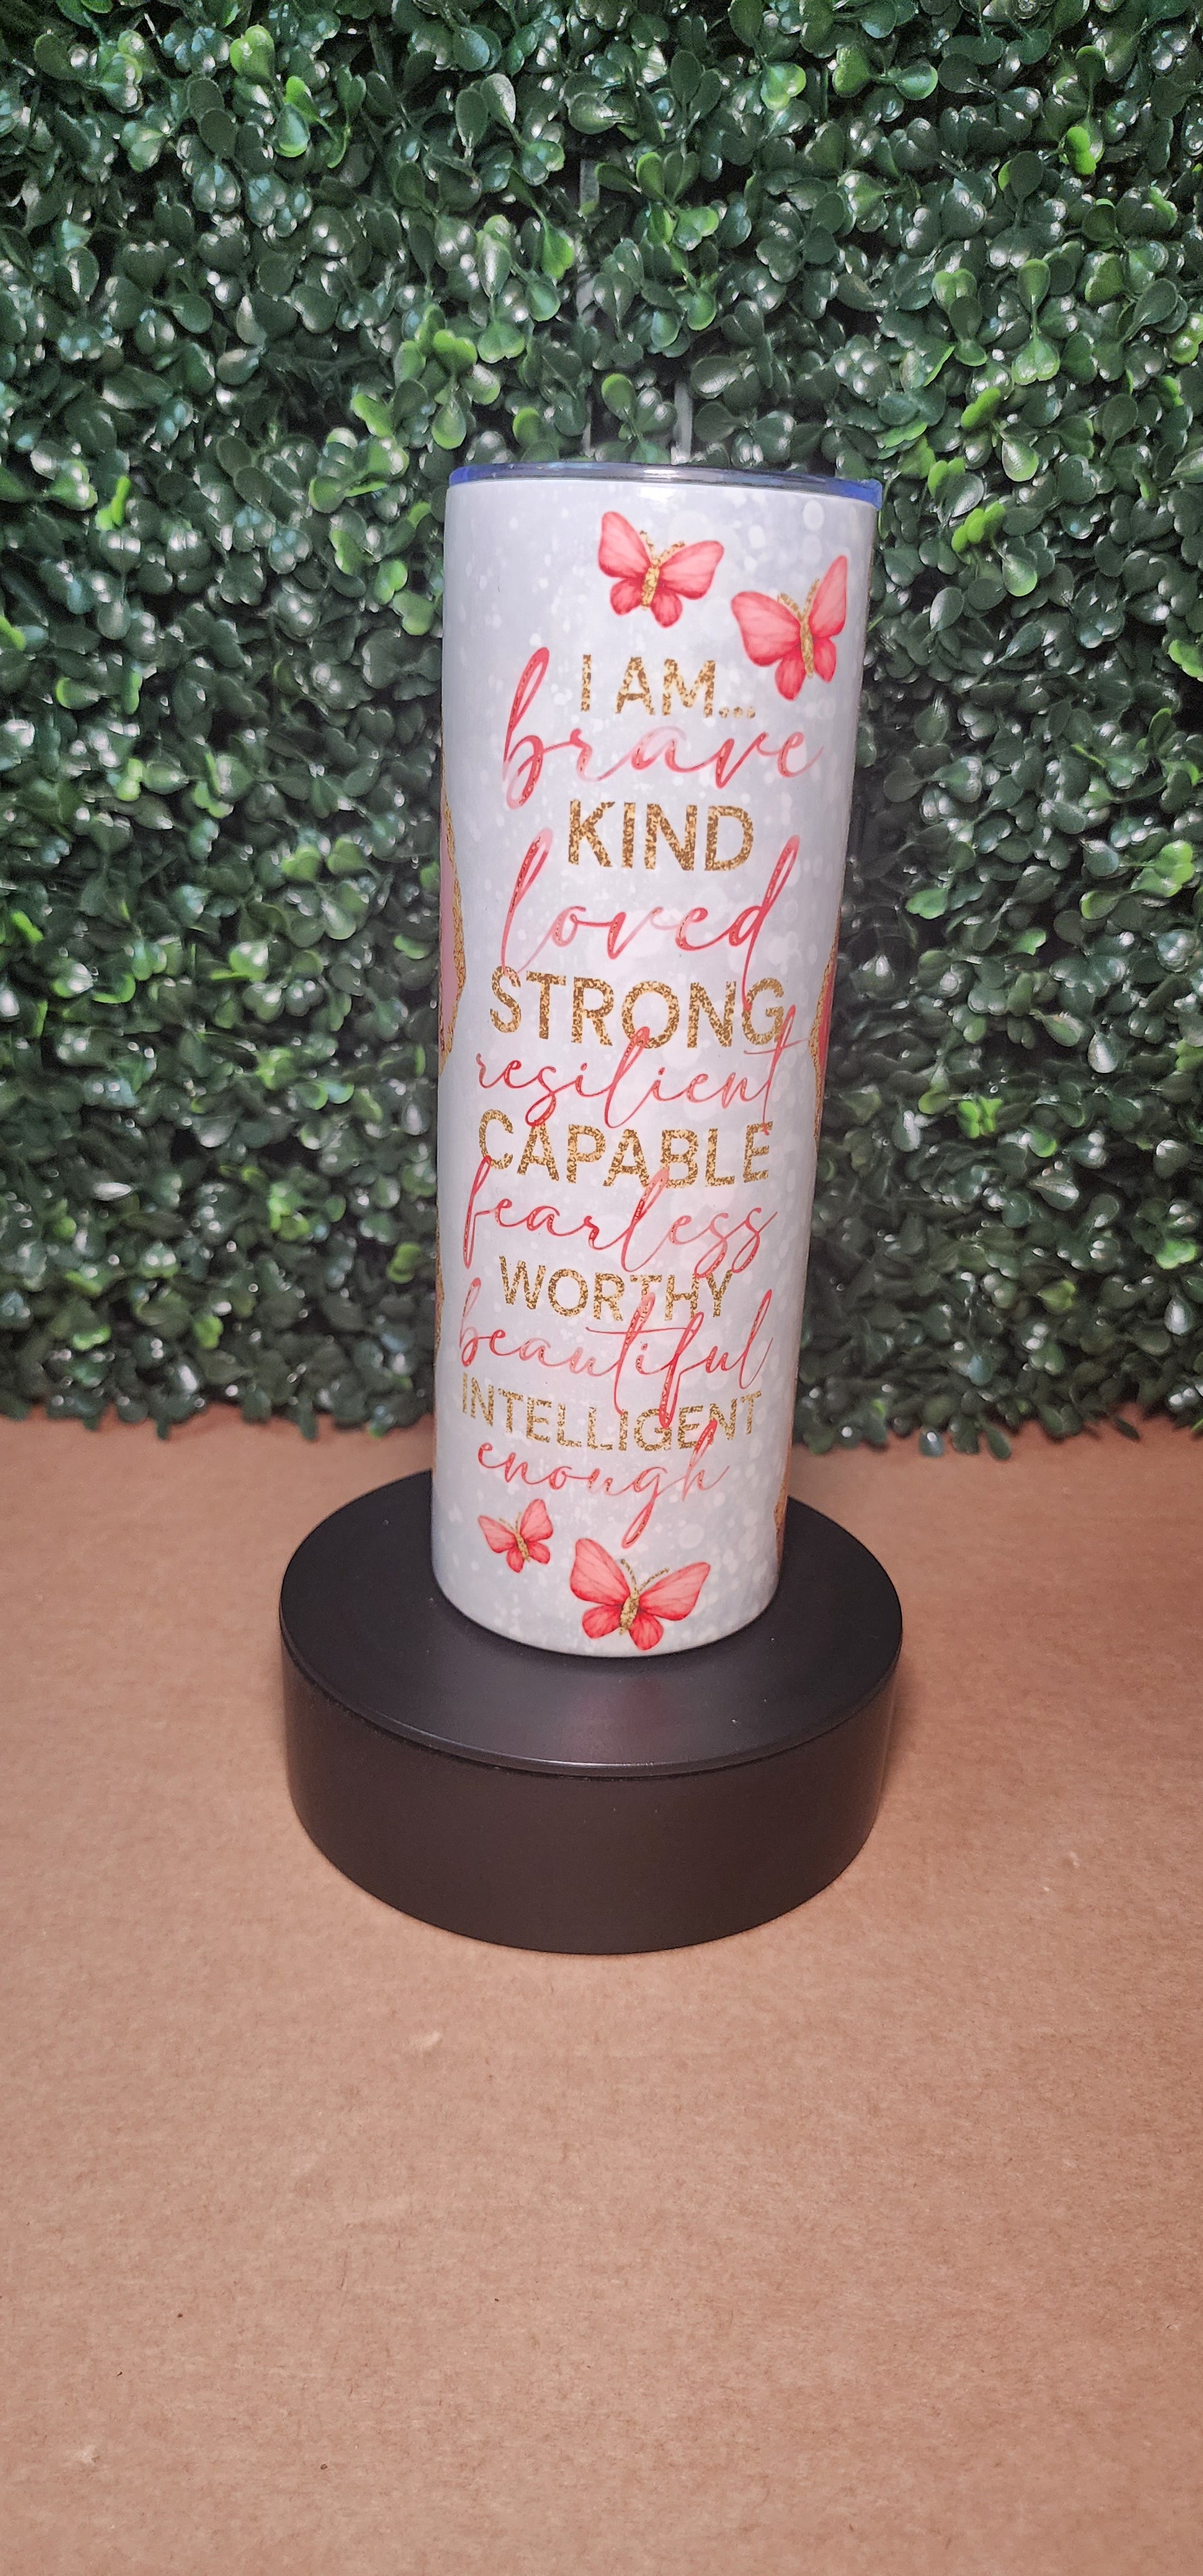 I AM...
brave
KIND
loved
STRONG
resilient
CAPABLE
fearless
WORTHY
beautiful
INTELLIGENT
enough